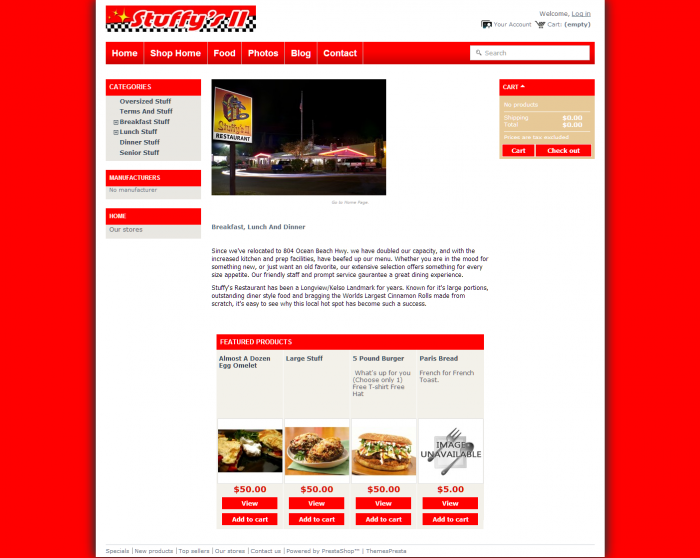 Stuffy's II
Welcome, Log in
Your Account Cart: (empty)
Home Shop Home Food Photos Blog Contact
Search
CATEGORIES
Oversized Stuff
Terms And Stuff
Breakfast Stuff
Lunch Stuff
Dinner Stuff
Senior Stuff
MANUFACTURERS
No manufacturer
HOME
Our stores
Stuffy's II
RESTAURANT
Go to Home Page
Breakfast, Lunch And Dinner
Since we've relocated to 804 Ocean Beach Hwy. we have doubled our capacity, and with the
increased kitchen and prep facilities, have beefed up our menu. Whether you are in the mood for
something new, or just want an old favorite, our extensive selection offers something for every
size appetite. Our friendly staff and prompt service gaurantee a great dining experience.
Stuffy's Restaurant has been a Longview/Kelso Landmark for years. Known for it's large portions,
outstanding diner style food and bragging the Worlds Largest Cinnamon Rolls made from
scratch, it's easy to see why this local hot spot has become such a success.
CART
No products
Shipping $0.00
Total $0.00
Prices are tax excluded
Cart Check out
FEATURED PRODUCTS
Almost A Dozen
Egg Omelet
$50.00
View
Add to cart
Large Stuff
$50.00
View
Add to cart
5 Pound Burger
What's up for you
(Choose only 1)
Free T-shirt Free
Hat
$50.00
View
Add to cart
Paris Bread
French for French
Toast.
IMAGE
UNAVAILABLE
$5.00
View
Add to cart
Specials | New products | Top sellers | Our stores | Contact us | Powered by PrestaShop™ | ThemesPresta